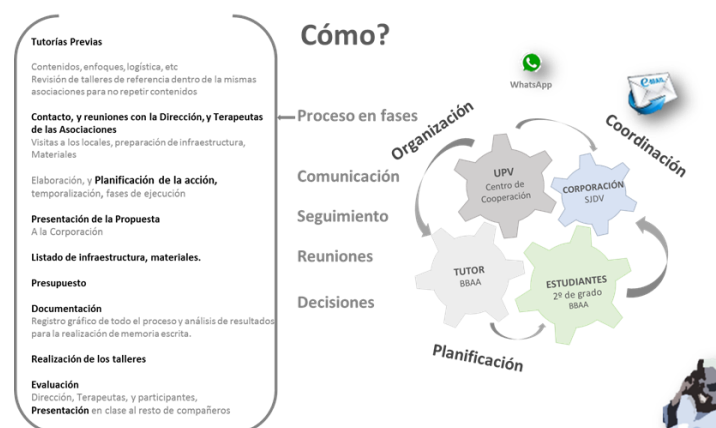 Tutorías Previas
Contenidos, enfoques, logística, etc
Revisión de talleres de referencia dentro de la mismas
asociaciones para no repetir contenidos
Contacto, y reuniones con la Dirección, y Terapeutas
de las Asociaciones
Visitas a los locales, preparación de infraestructura,
Materiales
Elaboración, y Planificación de la acción,
temporalización, fases de ejecución
Presentación de la Propuesta
A la Corporación
Listado de infraestructura, materiales.
Presupuesto
Documentación
Registro gráfico de todo el proceso y análisis de resultados
para la realización de memoria escrita.
Realización de los talleres
Evaluación
Dirección, Terapeutas, y participantes,
Presentación en clase al resto de compañeros
Cómo?
Proceso en fases
Comunicación
Seguimiento
Reuniones
Decisiones
WhatsApp
e-MAIL
Organización
Coordinación
UPV
Centro de
Cooperación
CORPORACIÓN
SJDV
TUTOR
BBAA
ESTUDIANTES
2º de grado
BBAA
Planificación